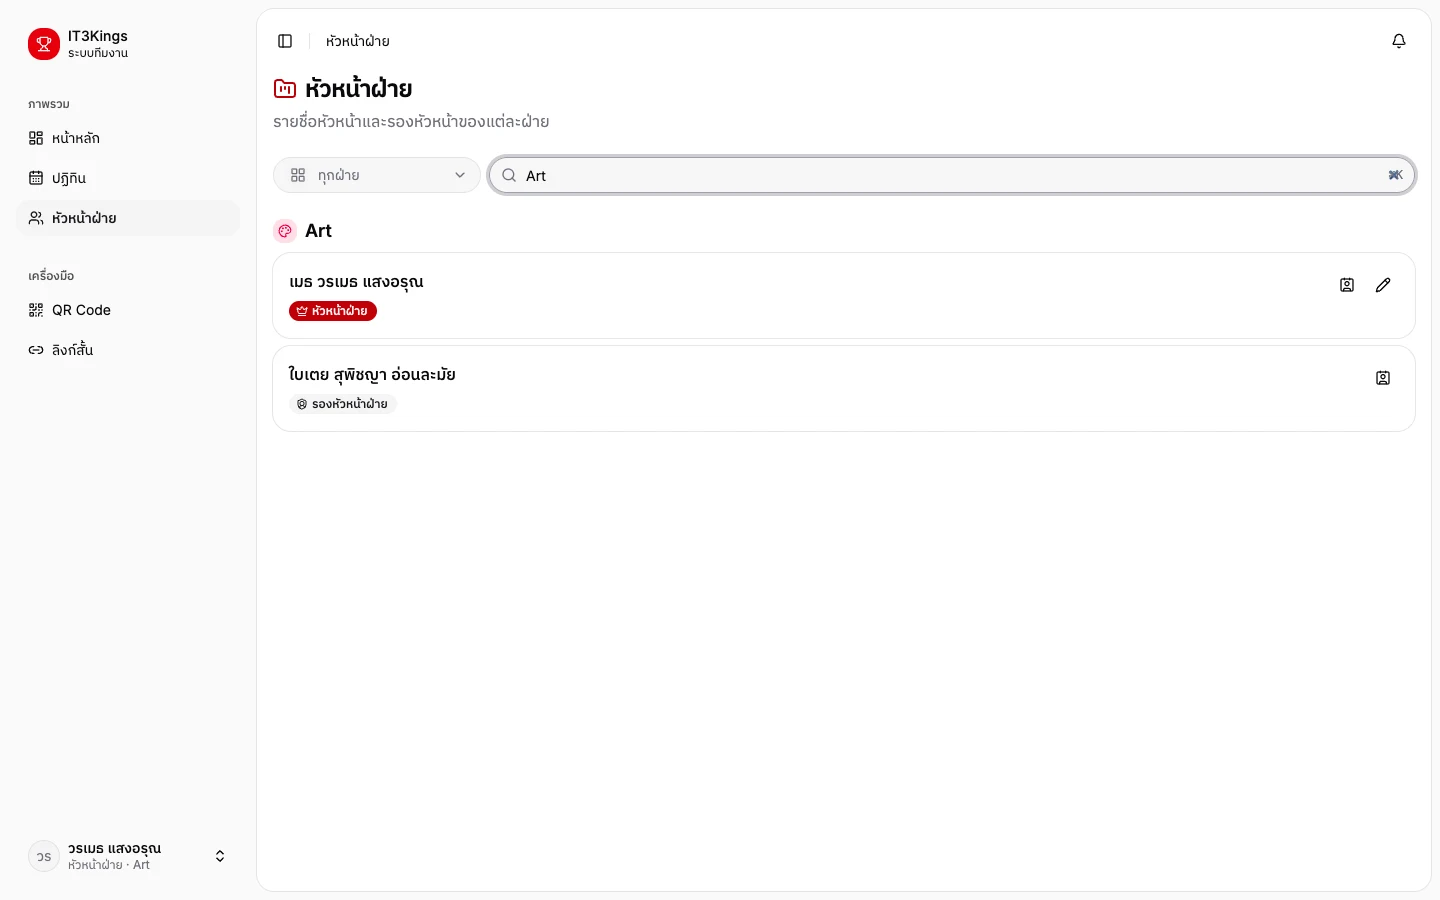 IT3Kings
ระบบทีมงาน
ภาพรวม
หน้าหลัก
ปฏิทิน
หัวหน้าฝ่าย
เครื่องมือ
QR Code
ลิงก์สั้น
วร
วรเมธ แสงอรุณ
หัวหน้าฝ่าย · Art
หัวหน้าฝ่าย
หัวหน้าฝ่าย
รายชื่อหัวหน้าและรองหัวหน้าของแต่ละฝ่าย
ทุกฝ่าย
Art
⌘K
Art
เมธ วรเมธ แสงอรุณ
หัวหน้าฝ่าย
ใบเตย สุพิชญา อ่อนละมัย
รองหัวหน้าฝ่าย